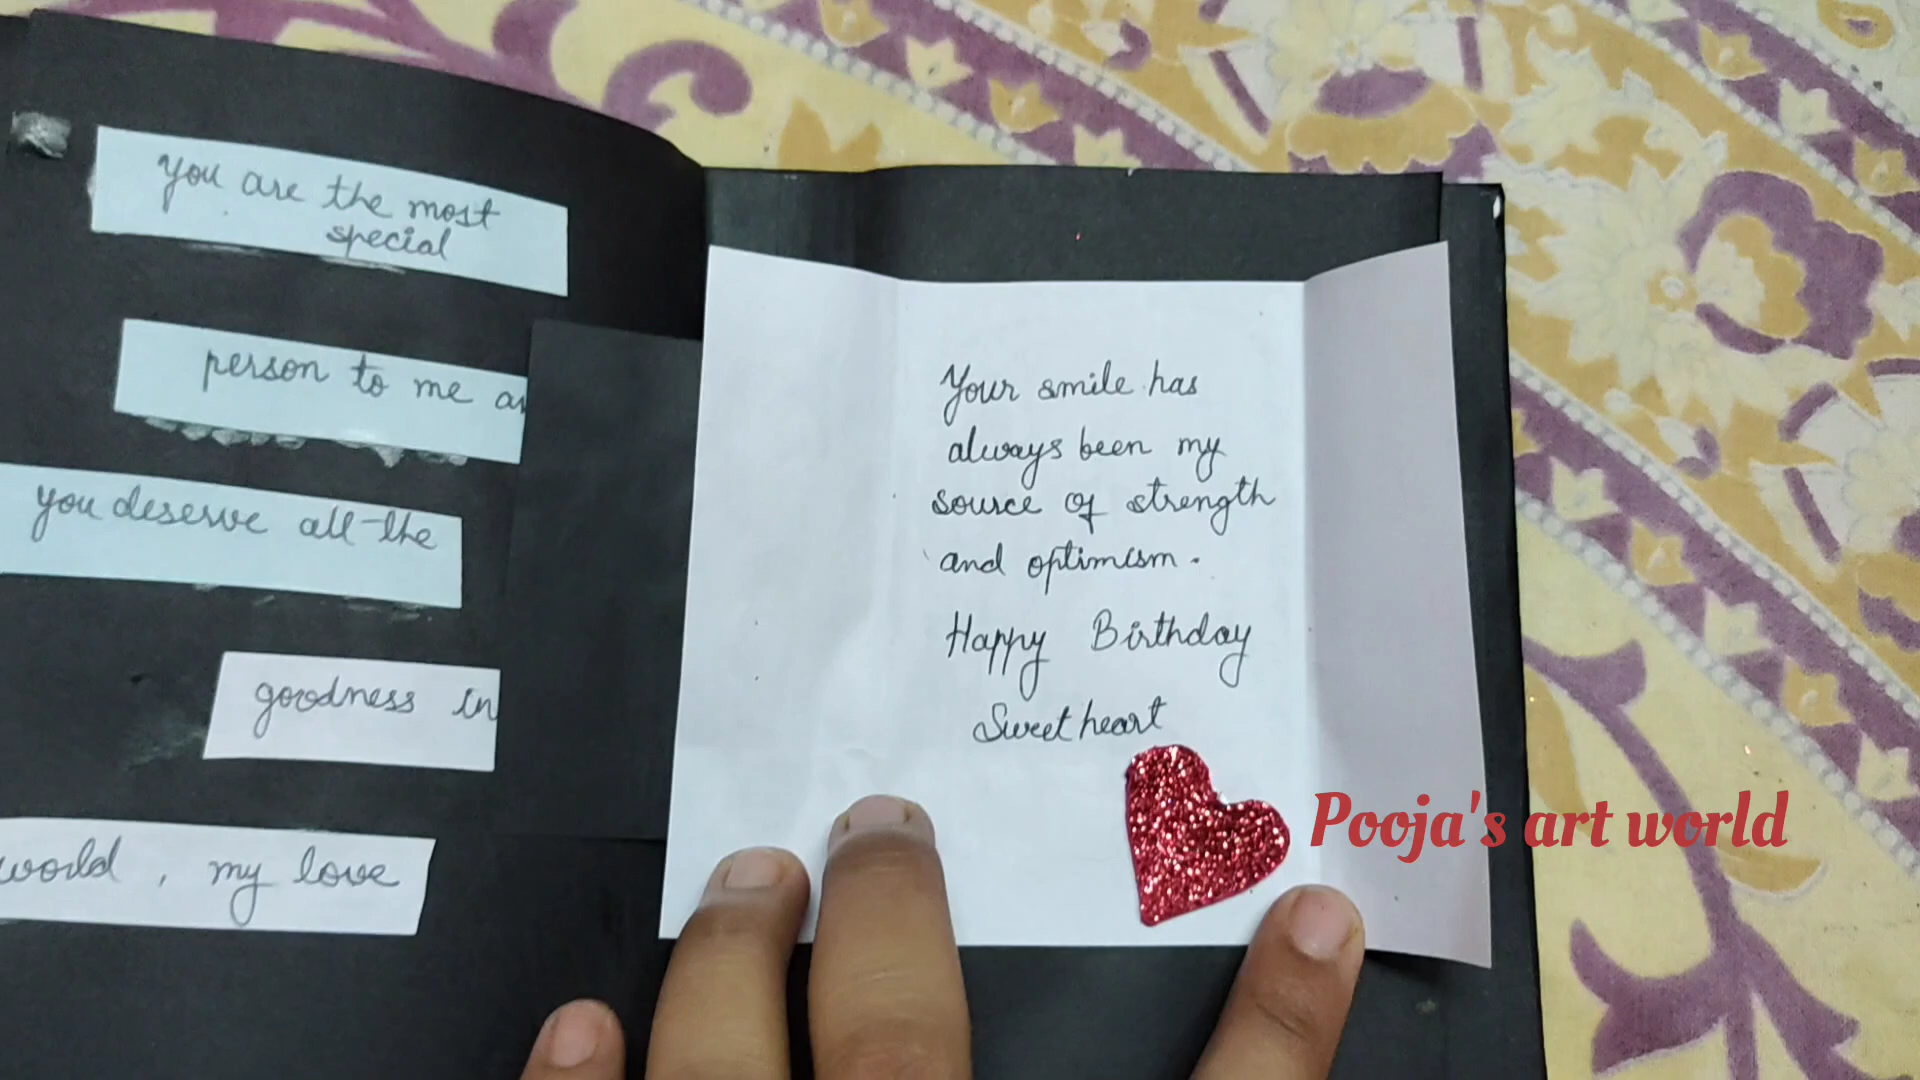 you are the most
special
person to me
you deserve all the
goodness in
world, my love
Your smile has
always been my
source of strength
and optimism.
Happy Birthday
Sweet heart
Pooja's art world